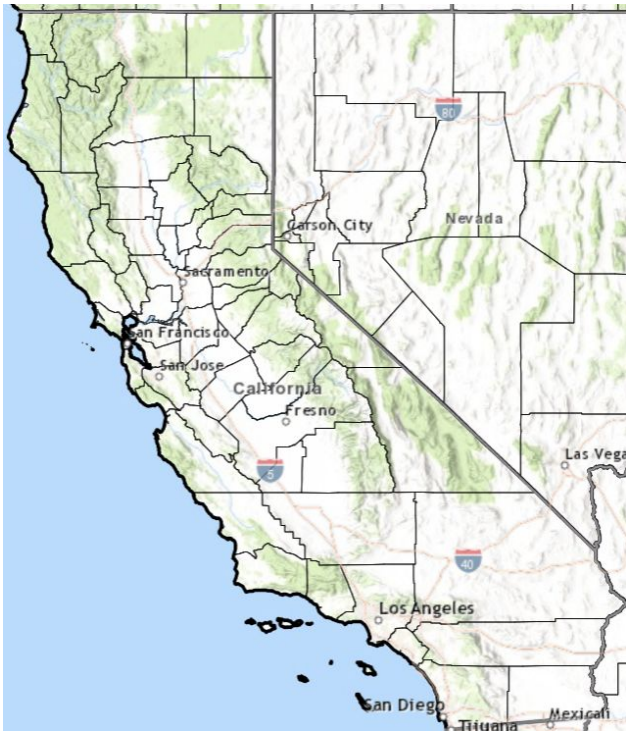 80
Nevada
Carson City
Sacramento
San Francisco
San Jose
California
Fresno
Las Vega
5
40
Los Angeles
San Diego
Tijuana
Mexicali